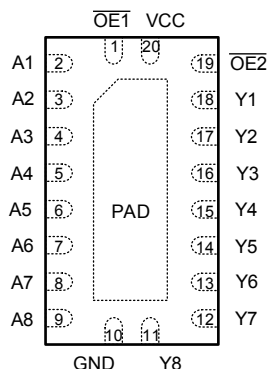 OE1 VCC
1 20
A1 2 19 OE2
A2 3 18 Y1
A3 4 17 Y2
A4 5 16 Y3
A5 6 PAD 15 Y4
A6 7 14 Y5
A7 8 13 Y6
A8 9 12 Y7
10 11
GND Y8